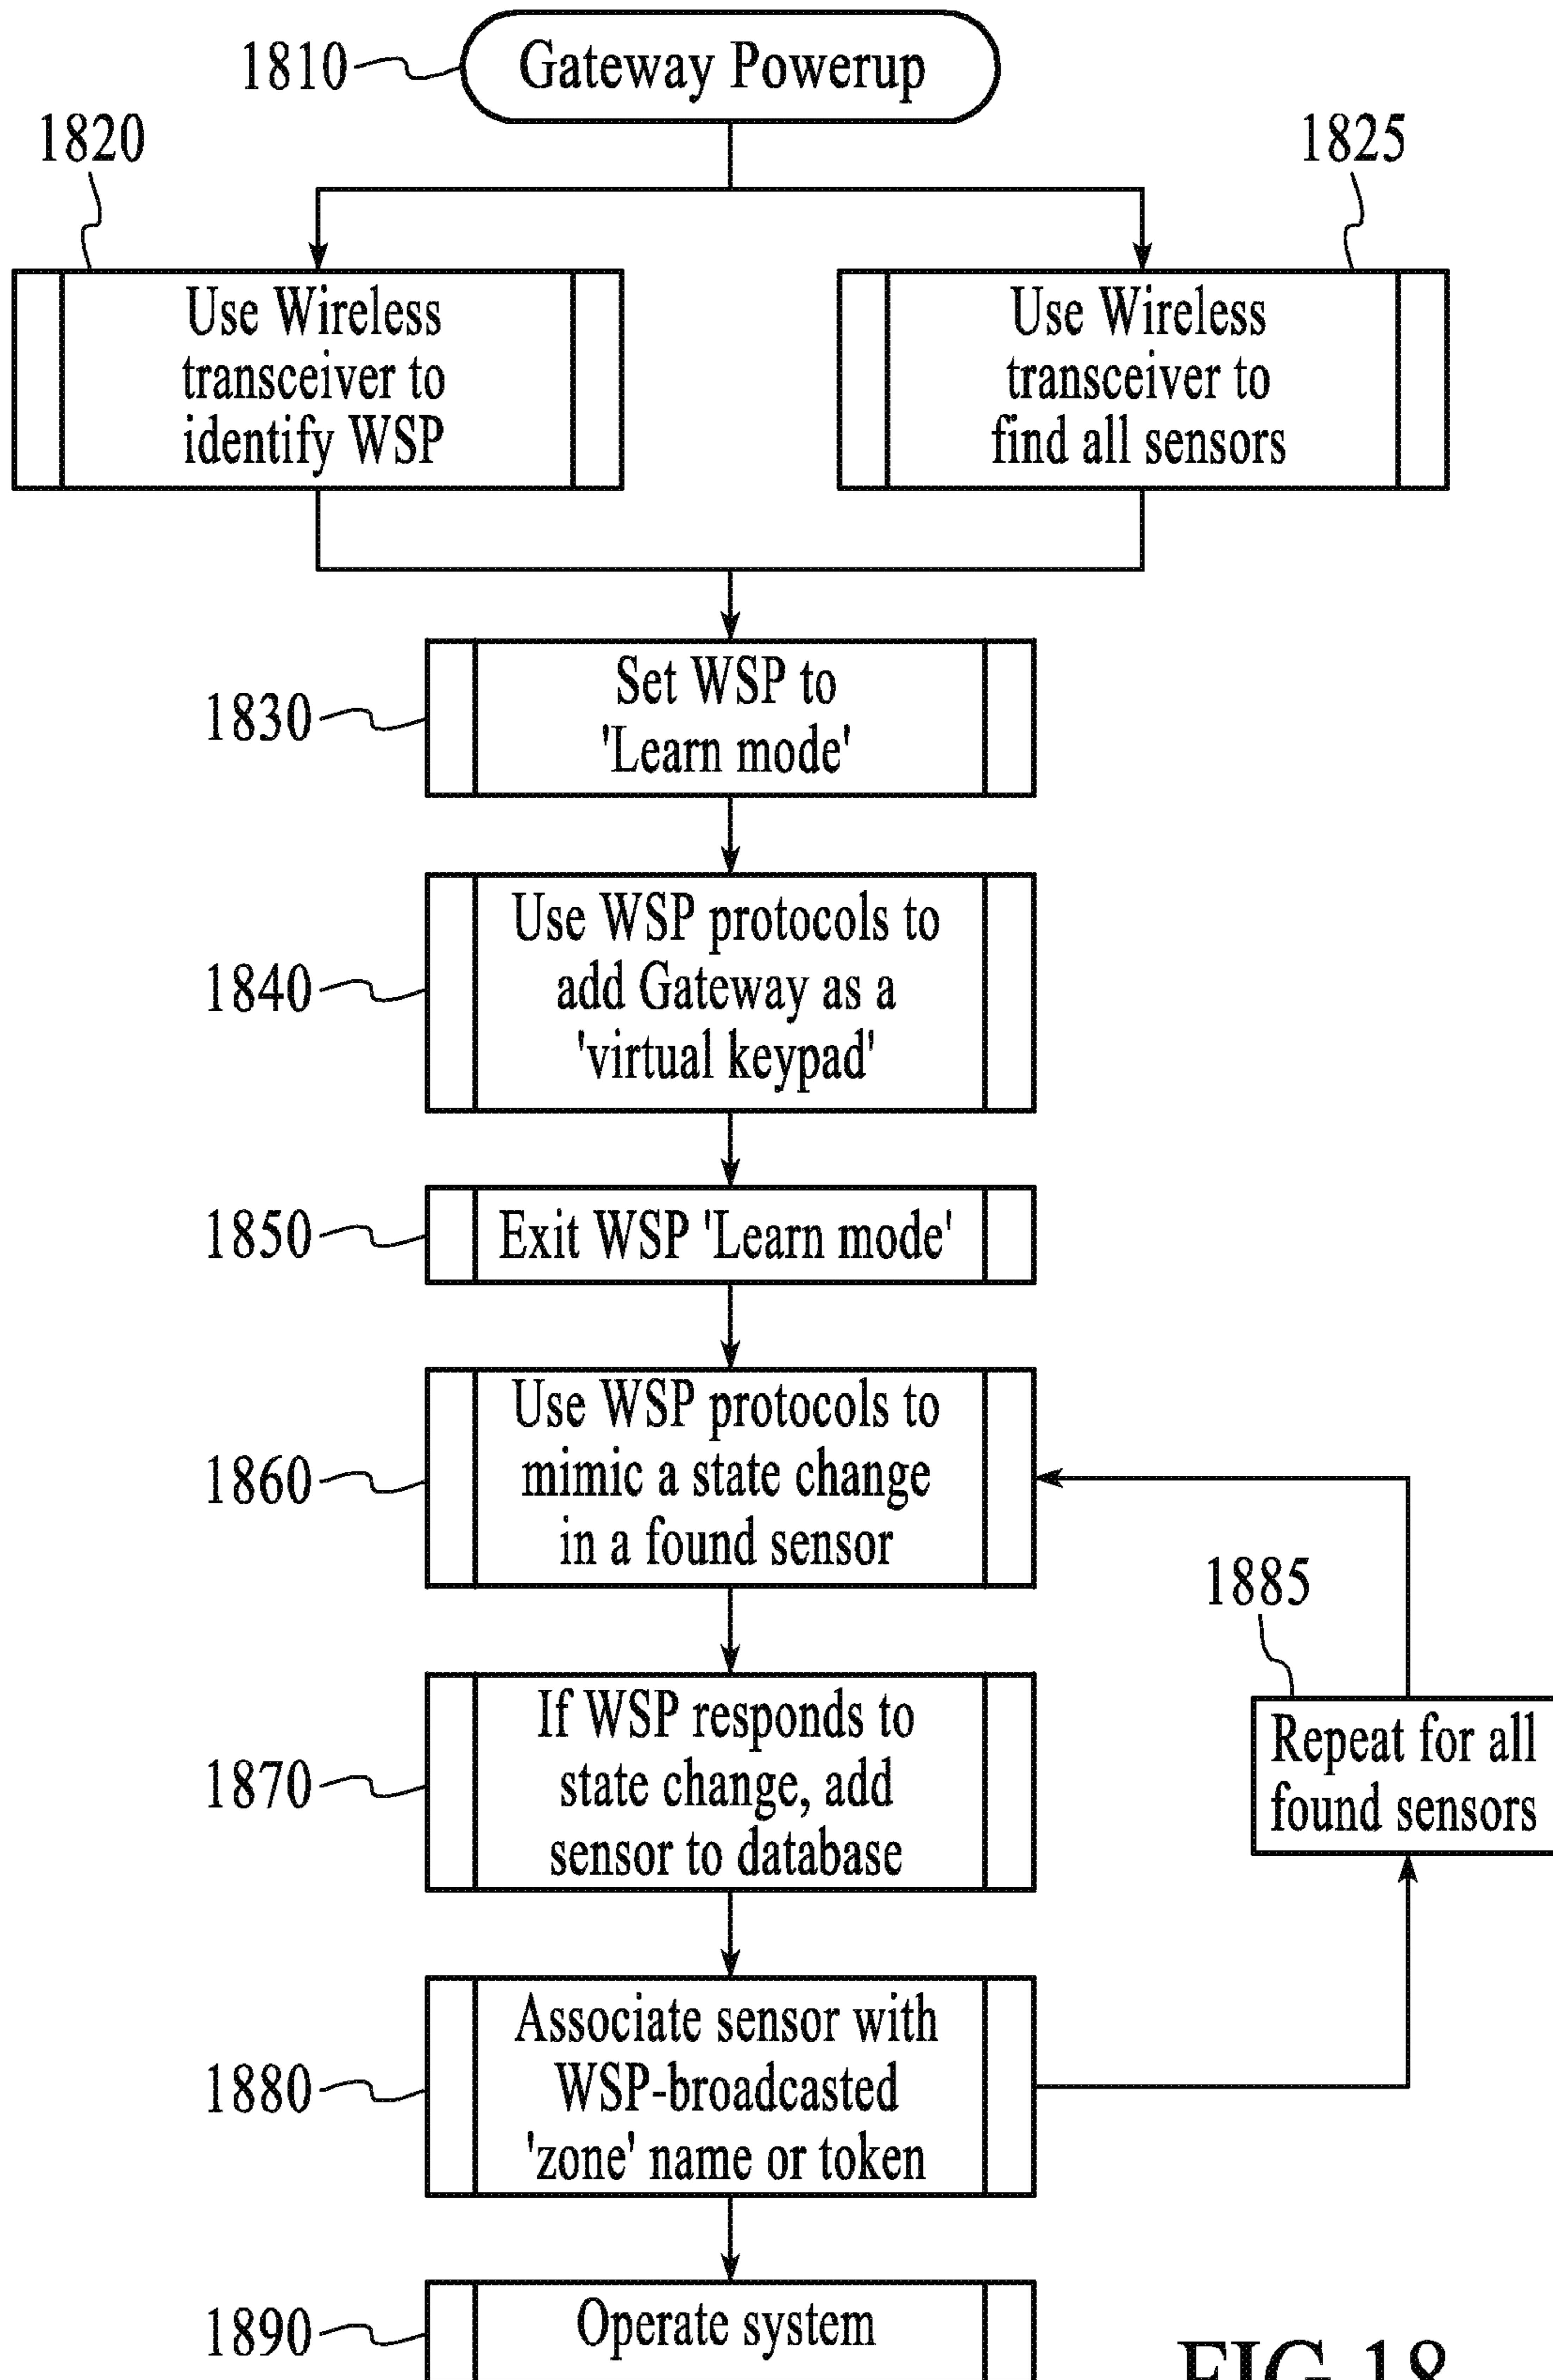 1810
Gateway Powerup
1820
1825
Use Wireless
transceiver to
identify WSP
Use Wireless
transceiver to
find all sensors
1830
Set WSP to
'Learn mode'
1840
Use WSP protocols to
add Gateway as a
'virtual keypad'
1850
Exit WSP 'Learn mode'
1860
Use WSP protocols to
mimic a state change
in a found sensor
1870
If WSP responds to
state change, add
sensor to database
1885
Repeat for all
found sensors
1880
Associate sensor with
WSP-broadcasted
'zone' name or token
1890
Operate system
FIG 18